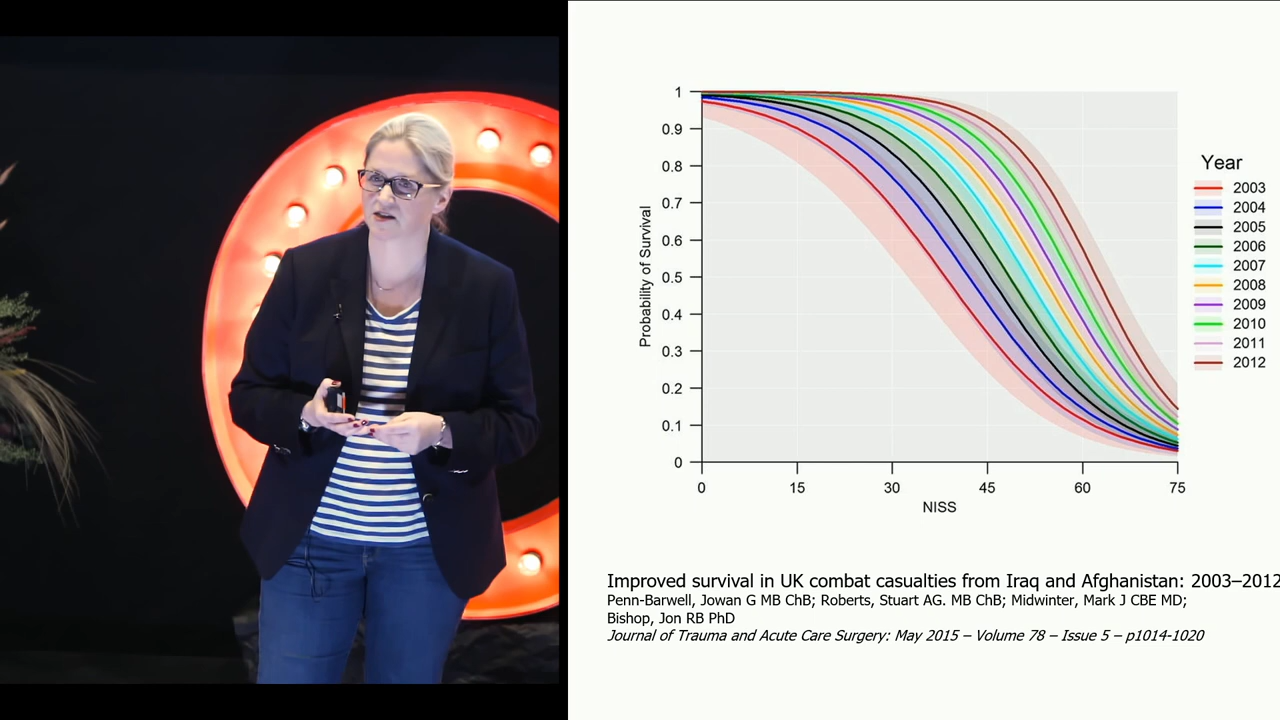 1
0.9
0.8
0.7
0.6
0.5
0.4
0.3
0.2
0.1
0
Probability of Survival
0 15 30 45 60 75
NISS
Year
2003
2004
2005
2006
2007
2008
2009
2010
2011
2012
Improved survival in UK combat casualties from Iraq and Afghanistan: 2003–2012
Penn-Barwell, Jowan G MB ChB; Roberts, Stuart AG. MB ChB; Midwinter, Mark J CBE MD;
Bishop, Jon RB PhD
Journal of Trauma and Acute Care Surgery: May 2015 – Volume 78 – Issue 5 – p1014-1020